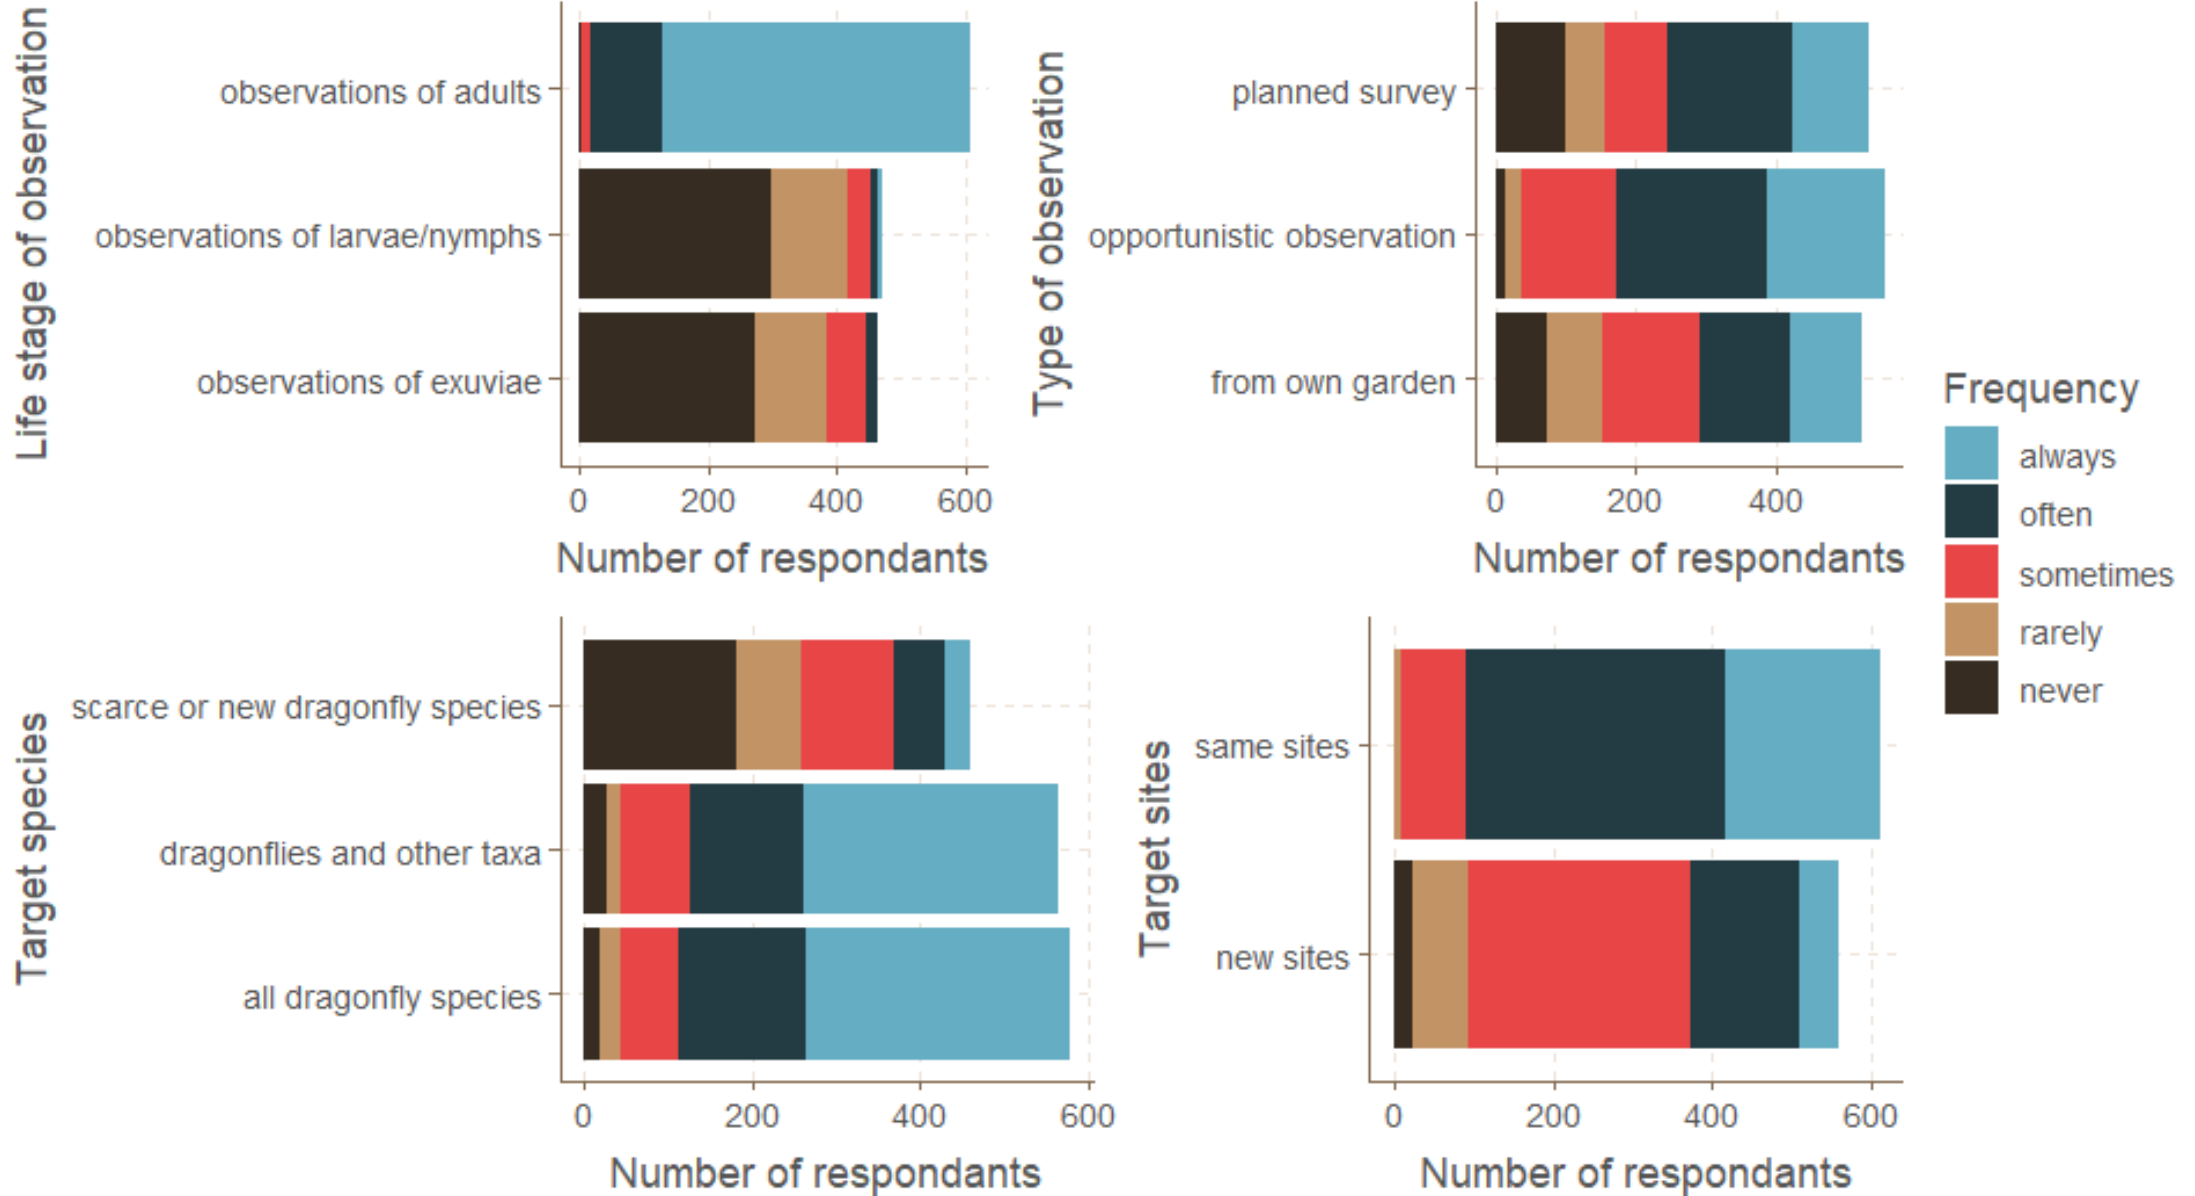 Life stage of observation
observations of adults
observations of larvae/nymphs
observations of exuviae
0 200 400 600
Number of respondants
Type of observation
planned survey
opportunistic observation
from own garden
0 200 400
Number of respondants
Target species
scarce or new dragonfly species
dragonflies and other taxa
all dragonfly species
0 200 400 600
Number of respondants
Target sites
same sites
new sites
0 200 400 600
Number of respondants
Frequency
always
often
sometimes
rarely
never